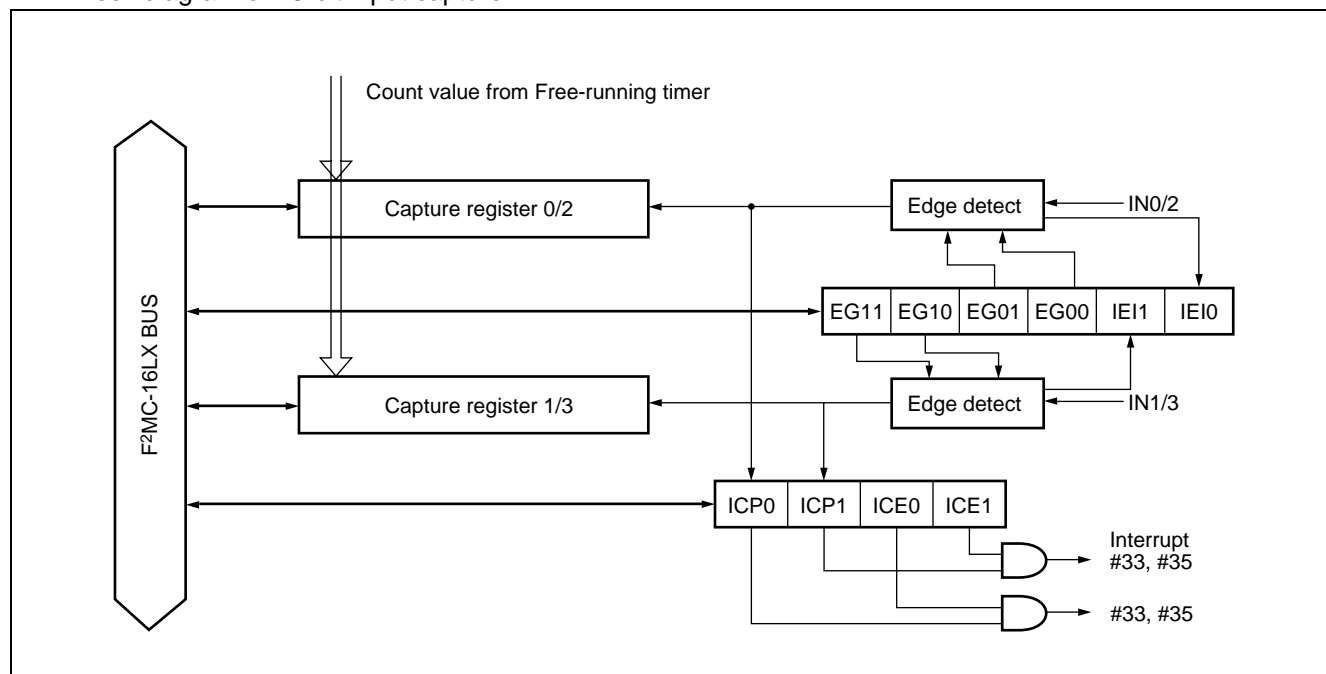 Count value from Free-running timer
Capture register 0/2
Edge detect
IN0/2
F²MC-16LX BUS
EG11 EG10 EG01 EG00 IEI1 IEI0
Capture register 1/3
Edge detect
IN1/3
ICP0 ICP1 ICE0 ICE1
Interrupt
#33, #35
#33, #35